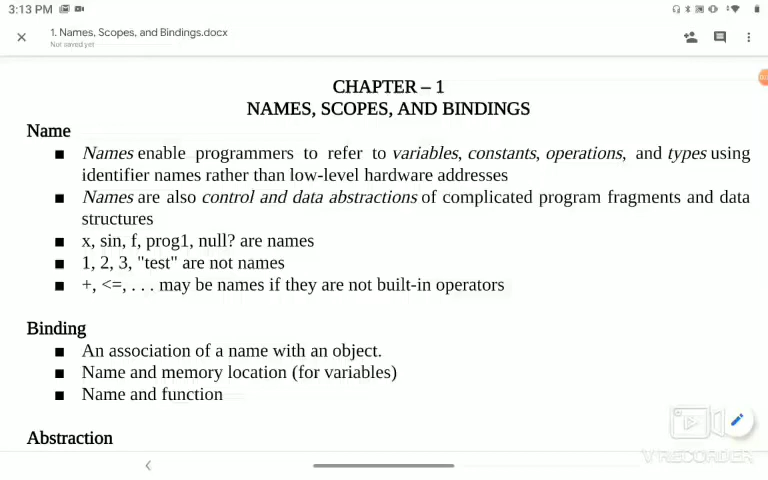 3:13 PM
1. Names, Scopes, and Bindings.docx
Not saved yet
CHAPTER – 1
NAMES, SCOPES, AND BINDINGS
Name
■ Names enable programmers to refer to variables, constants, operations, and types using
identifier names rather than low-level hardware addresses
■ Names are also control and data abstractions of complicated program fragments and data
structures
■ x, sin, f, prog1, null? are names
■ 1, 2, 3, "test" are not names
■ +, <=, . . . may be names if they are not built-in operators
Binding
■ An association of a name with an object.
■ Name and memory location (for variables)
■ Name and function
Abstraction
V RECORDER